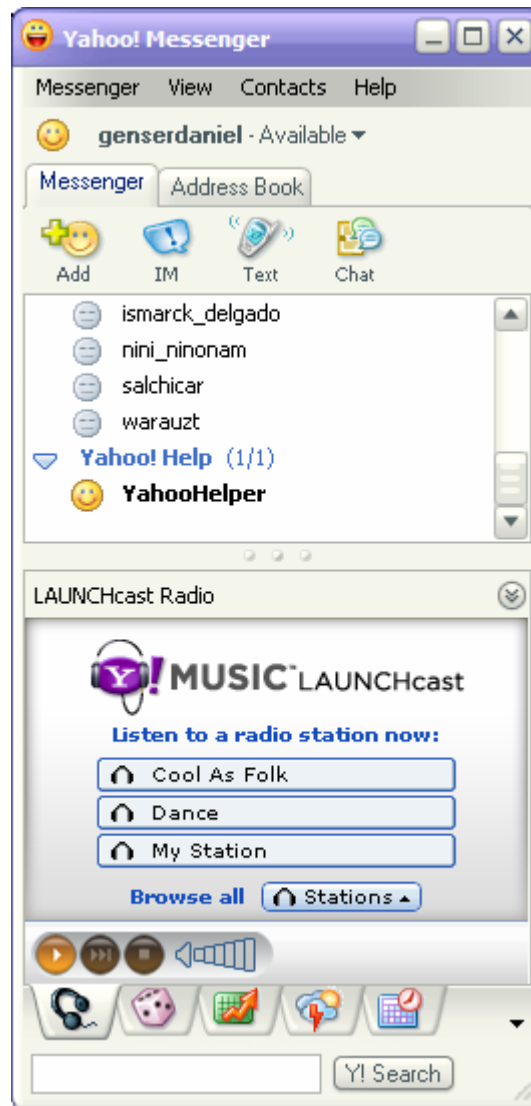 Yahoo! Messenger
Messenger View Contacts Help
genserdaniel - Available
Messenger Address Book
Add IM Text Chat
ismarck_delgado
nini_ninonam
salchicar
warauzt
Yahoo! Help (1/1)
YahooHelper
LAUNCHcast Radio
Y! MUSIC™ LAUNCHcast
Listen to a radio station now:
Cool As Folk
Dance
My Station
Browse all Stations
Y! Search